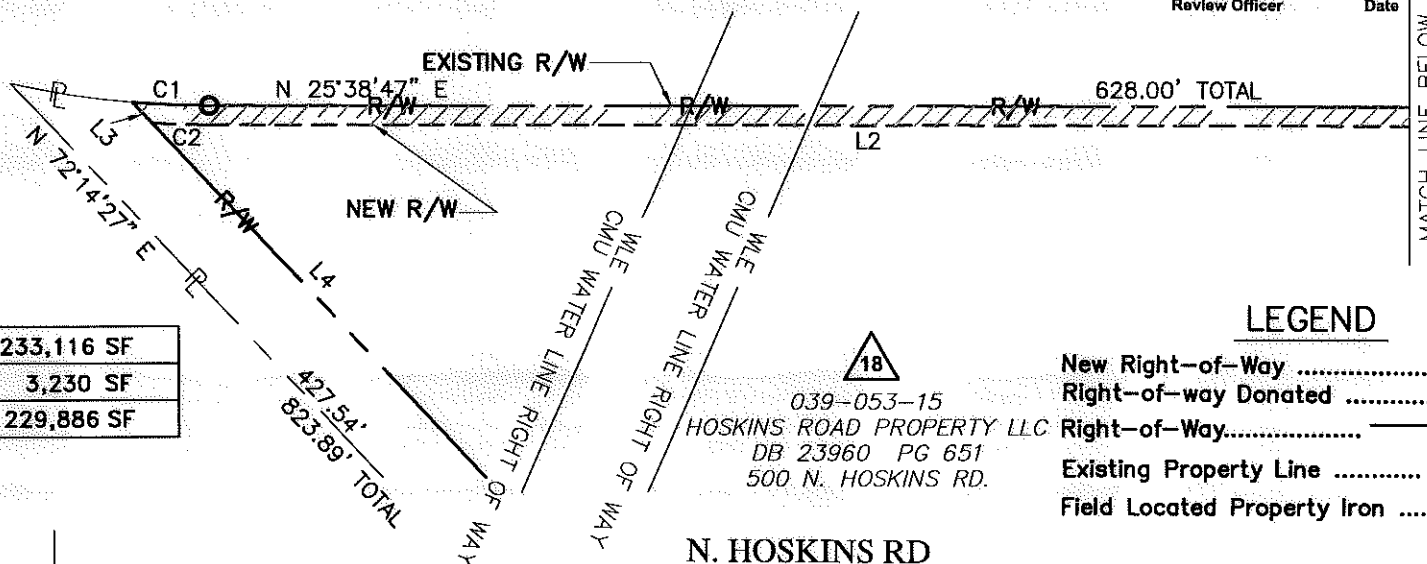 Review Officer Date
MATCH LINE BELOW
EXISTING R/W
PL C1 N 25°38'47" E 628.00' TOTAL
R/W R/W R/W
L3 C2 L2
N 72°14'27" E
R/W
NEW R/W
PL
L4
WLE
CMU WATER LINE RIGHT OF WAY
WLE
CMU WATER LINE RIGHT OF WAY
427.54'
823.89' TOTAL
233,116 SF
3,230 SF
229,886 SF
18
039-053-15
HOSKINS ROAD PROPERTY LLC
DB 23960 PG 651
500 N. HOSKINS RD.
LEGEND
New Right-of-Way ................
Right-of-way Donated ............
Right-of-Way..................
Existing Property Line ............
Field Located Property Iron ....
N. HOSKINS RD